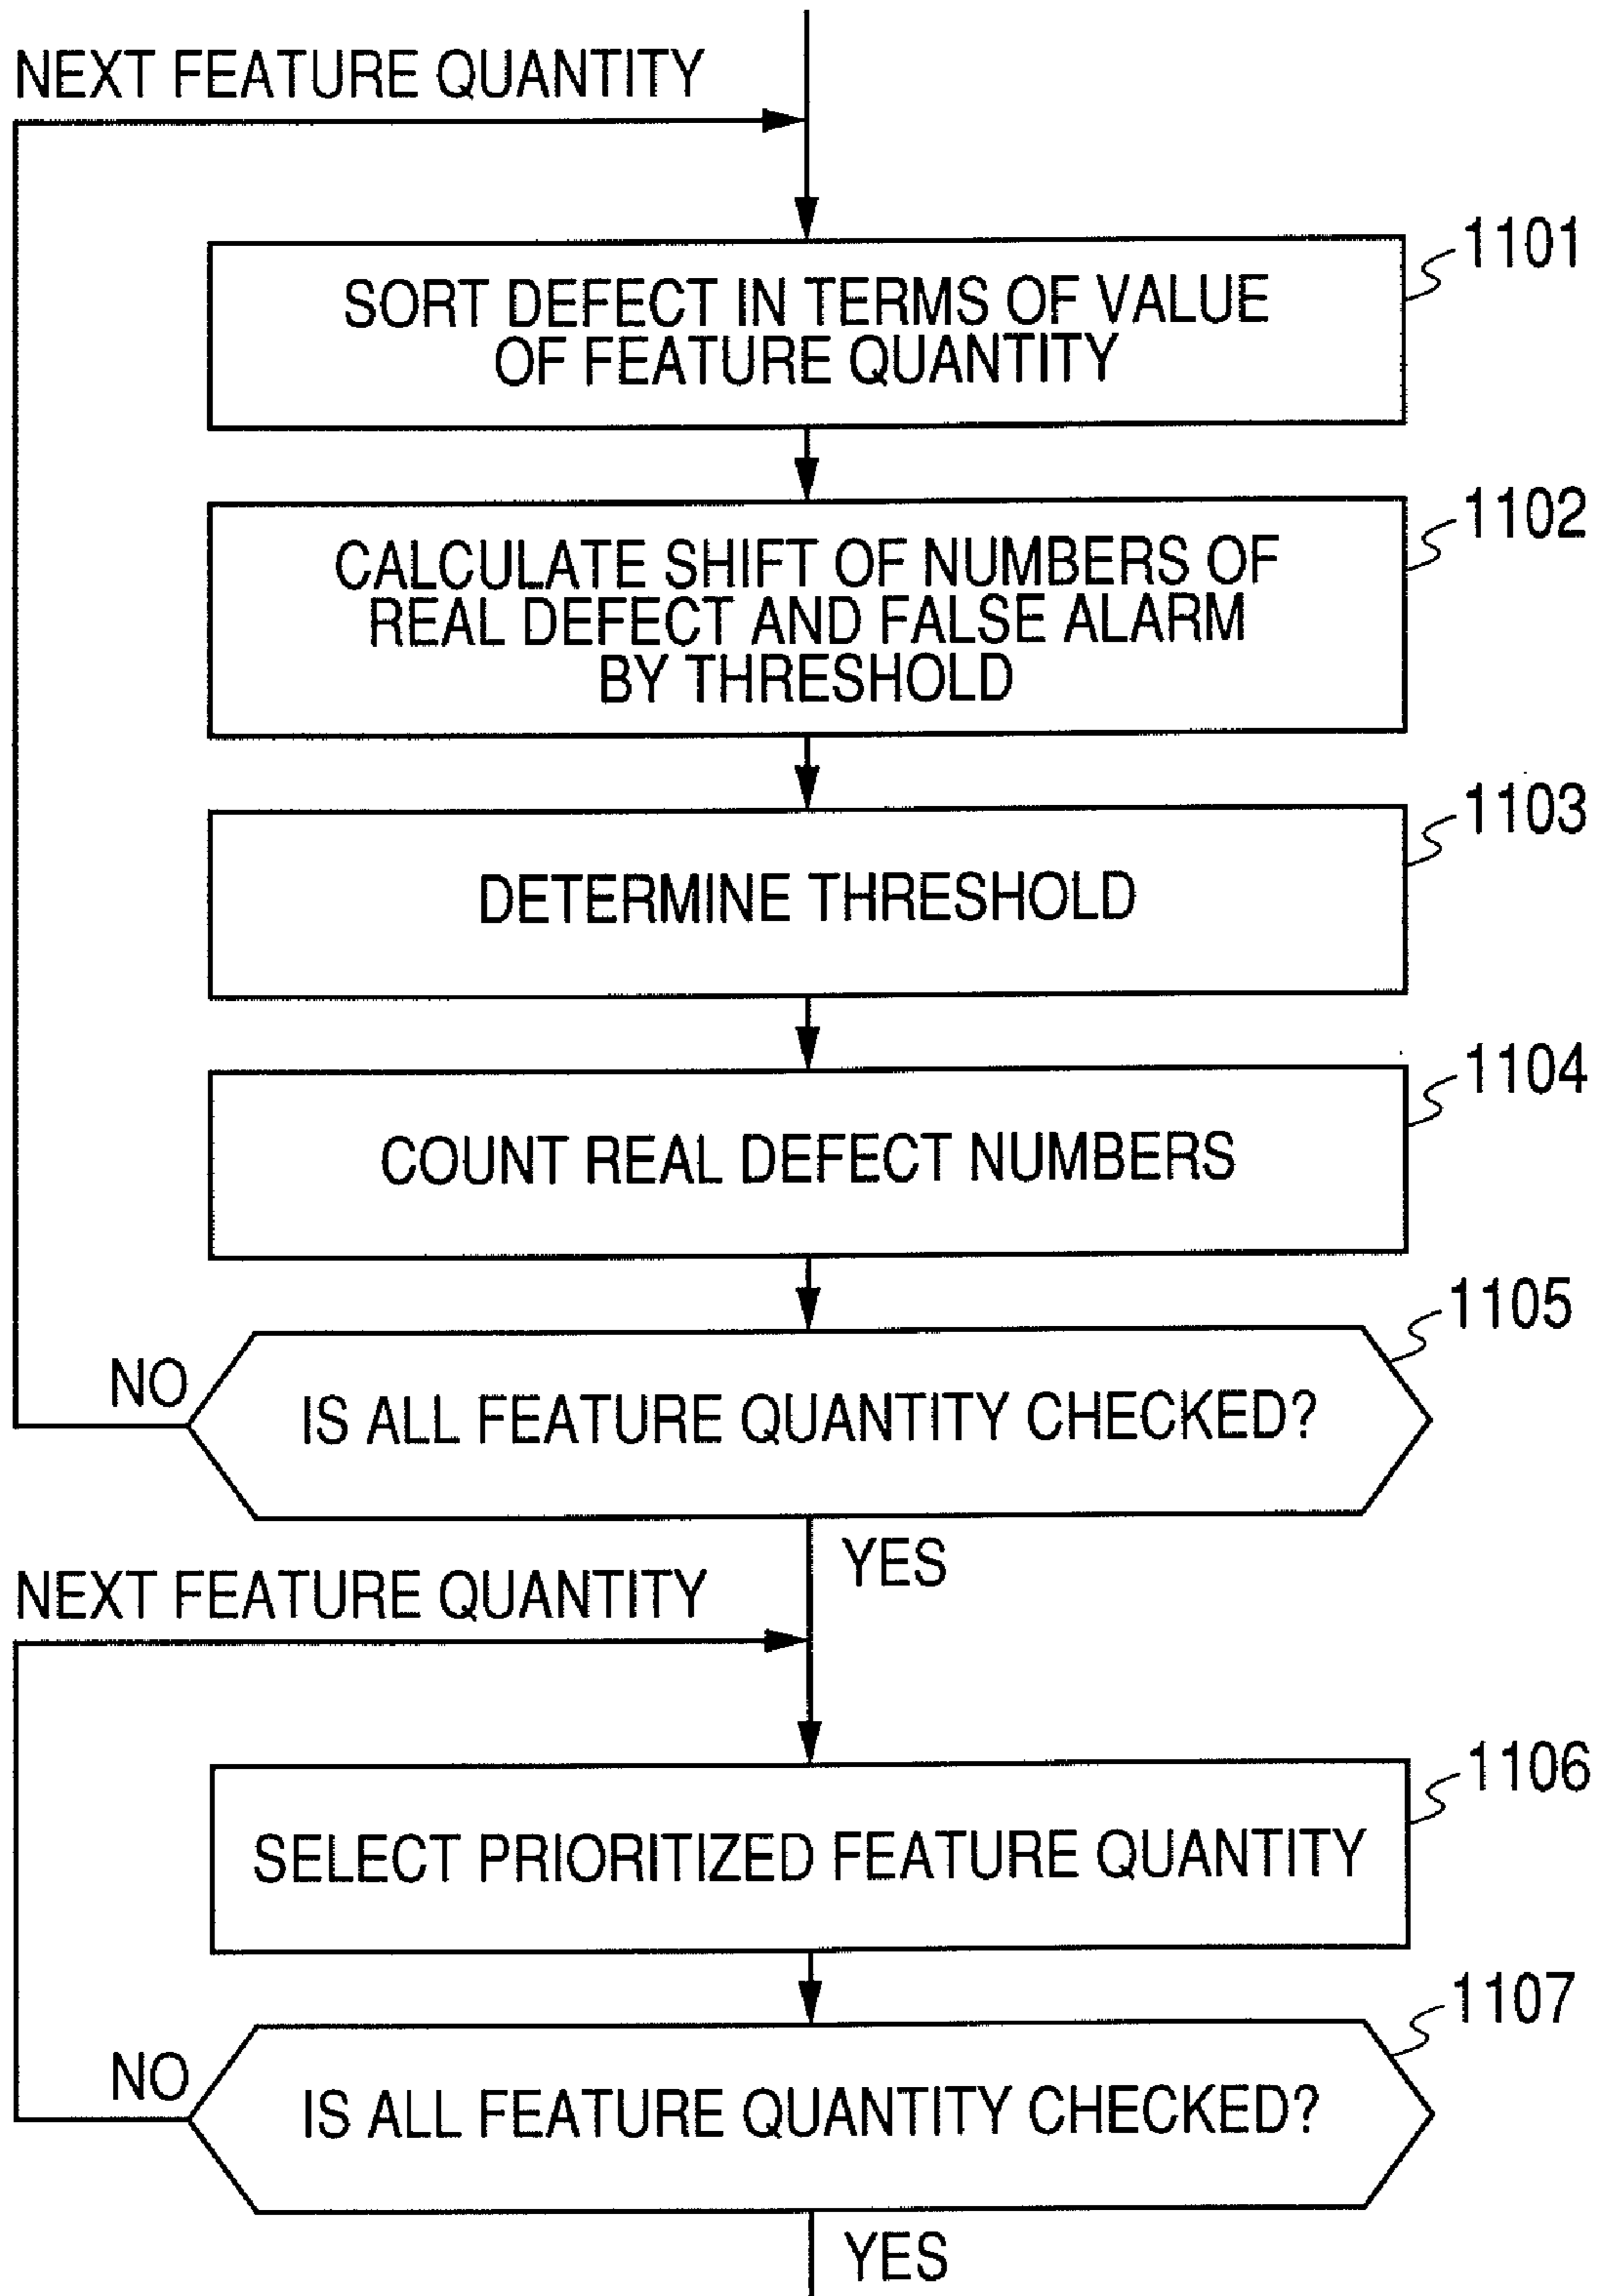 NEXT FEATURE QUANTITY
1101
SORT DEFECT IN TERMS OF VALUE
OF FEATURE QUANTITY
1102
CALCULATE SHIFT OF NUMBERS OF
REAL DEFECT AND FALSE ALARM
BY THRESHOLD
1103
DETERMINE THRESHOLD
1104
COUNT REAL DEFECT NUMBERS
1105
NO
IS ALL FEATURE QUANTITY CHECKED?
YES
NEXT FEATURE QUANTITY
1106
SELECT PRIORITIZED FEATURE QUANTITY
1107
NO
IS ALL FEATURE QUANTITY CHECKED?
YES